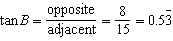 tan B = opposite/adjacent = 8/15 = 0.53̅